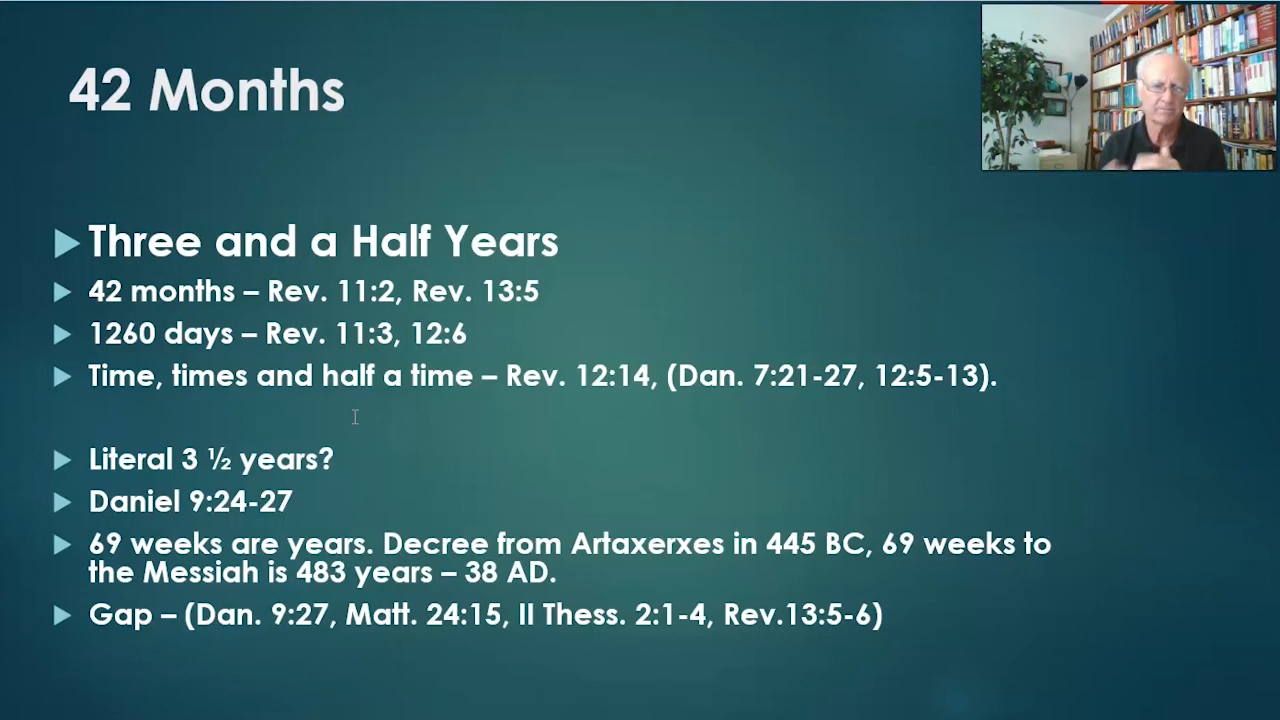 42 Months
Three and a Half Years
42 months – Rev. 11:2, Rev. 13:5
1260 days – Rev. 11:3, 12:6
Time, times and half a time – Rev. 12:14, (Dan. 7:21-27, 12:5-13).
Literal 3 ½ years?
Daniel 9:24-27
69 weeks are years. Decree from Artaxerxes in 445 BC, 69 weeks to
the Messiah is 483 years – 38 AD.
Gap – (Dan. 9:27, Matt. 24:15, II Thess. 2:1-4, Rev.13:5-6)